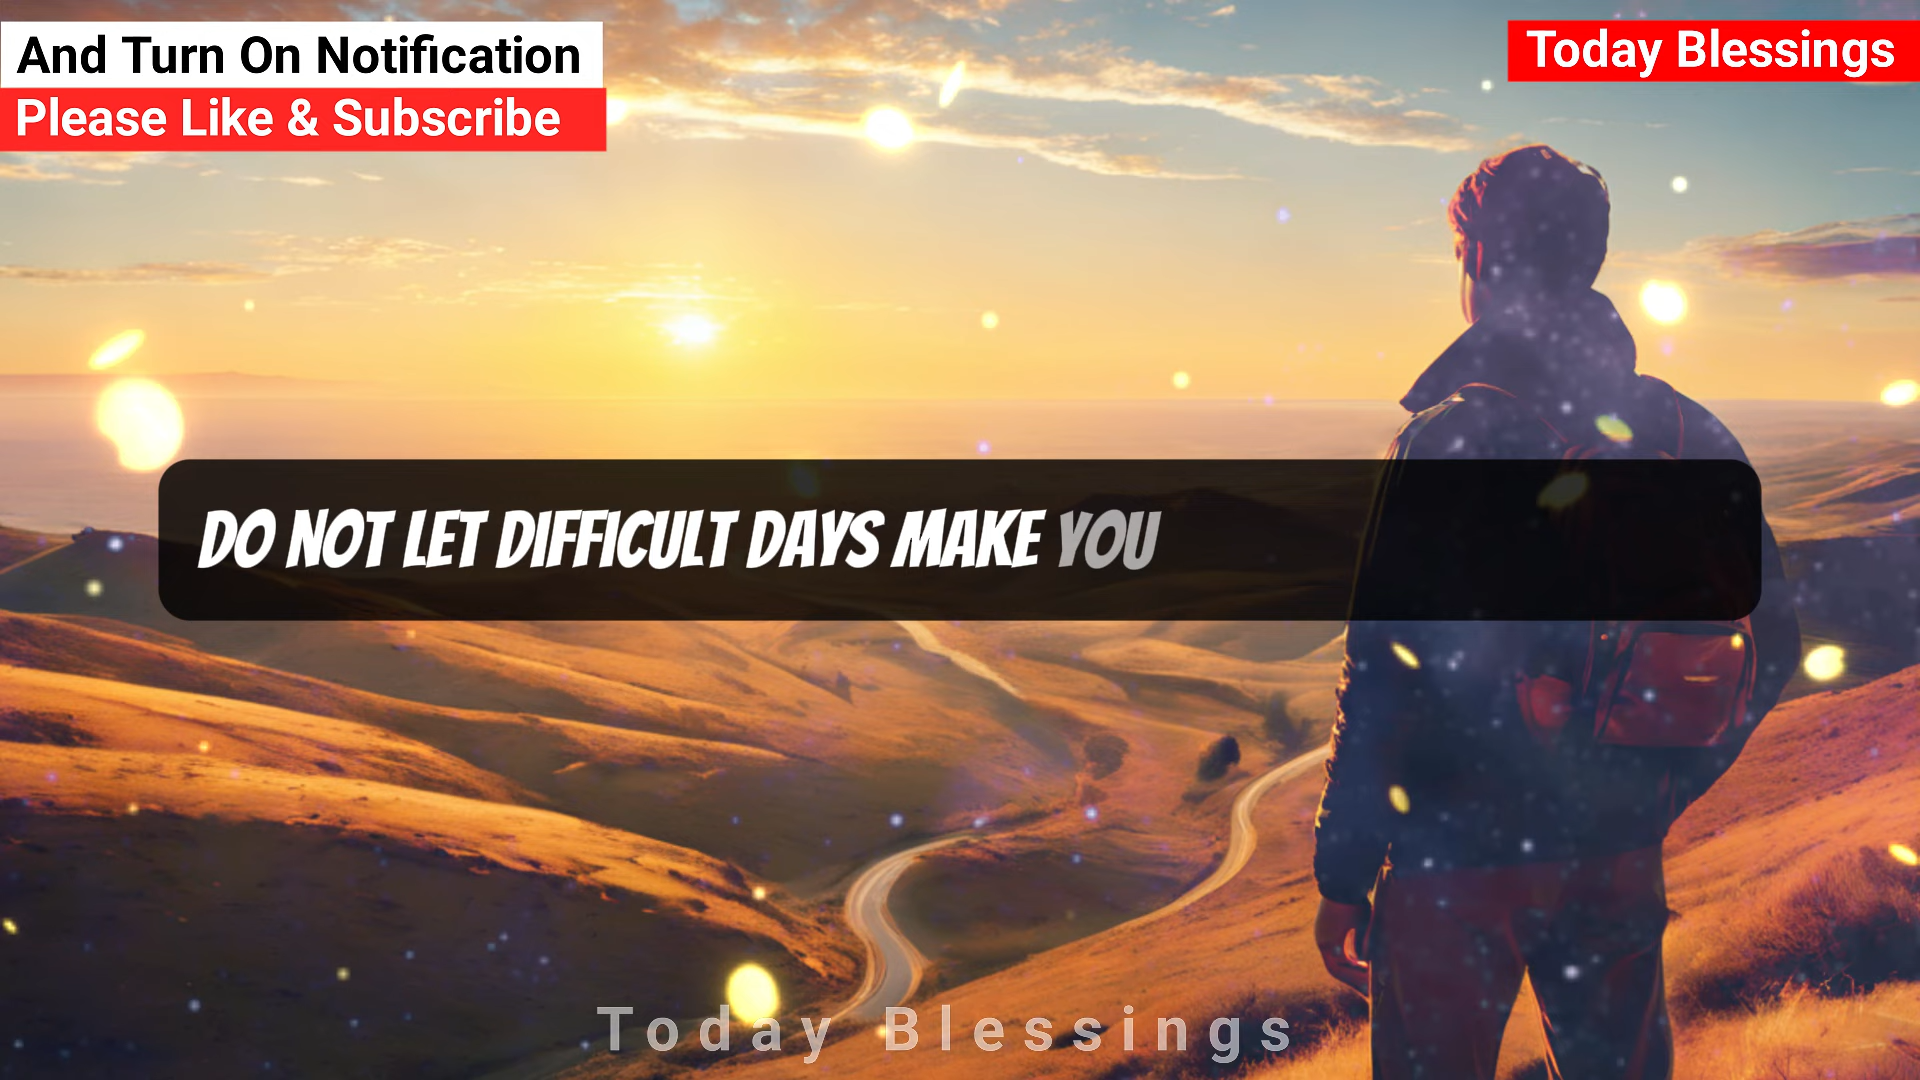 And Turn On Notification
Please Like & Subscribe
Today Blessings
DO NOT LET DIFFICULT DAYS MAKE YOU
Today Blessings